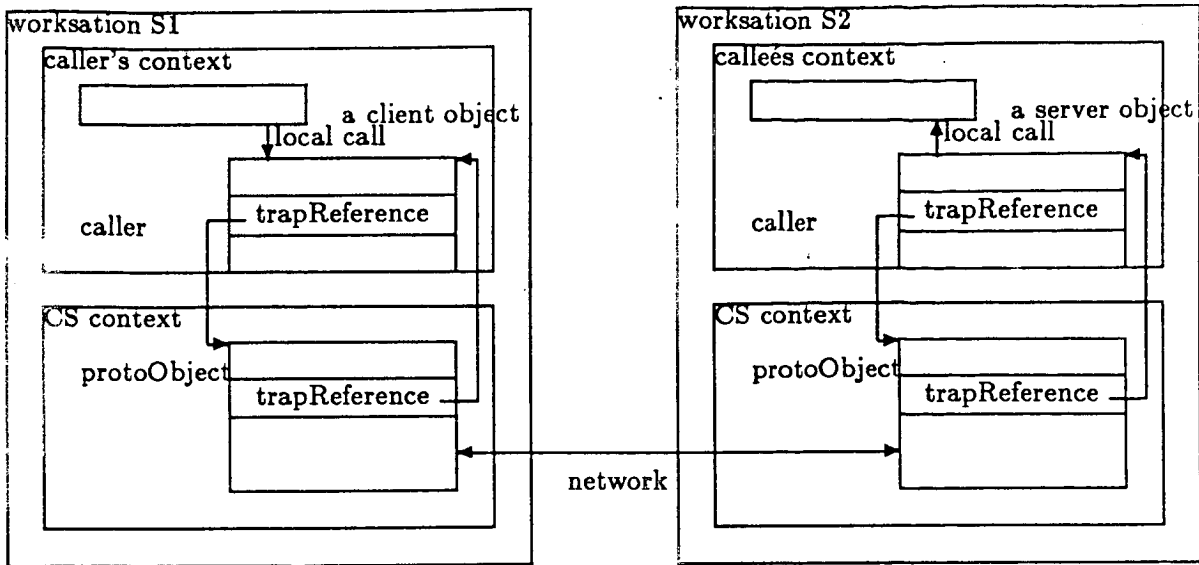 worksation S1
caller's context
a client object
local call
trapReference
caller
CS context
protoObject
trapReference
network
worksation S2
calleés context
a server object
local call
trapReference
caller
CS context
protoObject
trapReference